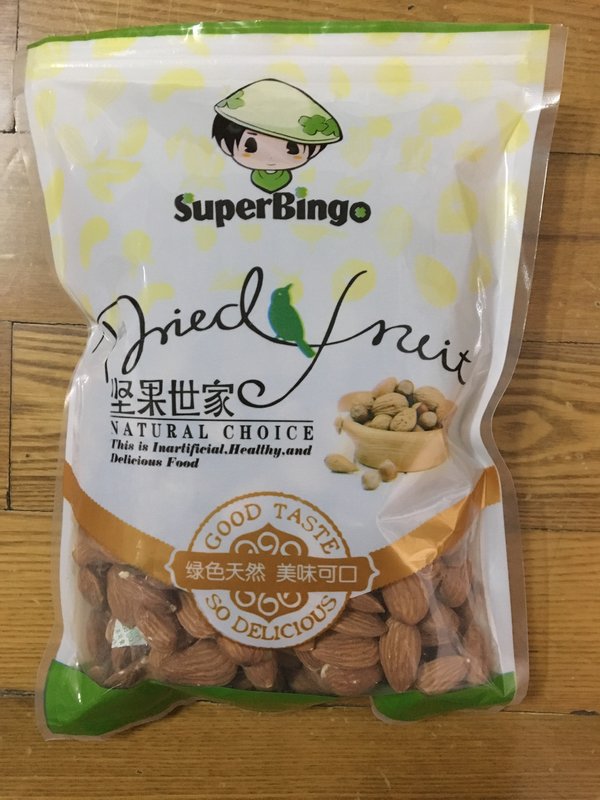 SuperBingo
Dried fruit
坚果世家
NATURAL CHOICE
This is Inartificial,Healthy,and
Delicious Food
GOOD TASTE
绿色天然 美味可口
SO DELICIOUS